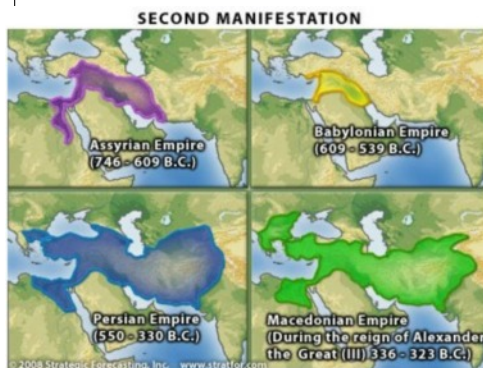 SECOND MANIFESTATION
Assyrian Empire
(746 - 609 B.C.)
Babylonian Empire
(609 - 539 B.C.)
Persian Empire
(550 - 330 B.C.)
Macedonian Empire
(During the reign of Alexander
the Great (III) 336 - 323 B.C.)
© 2008 Strategic Forecasting, Inc. www.stratfor.com